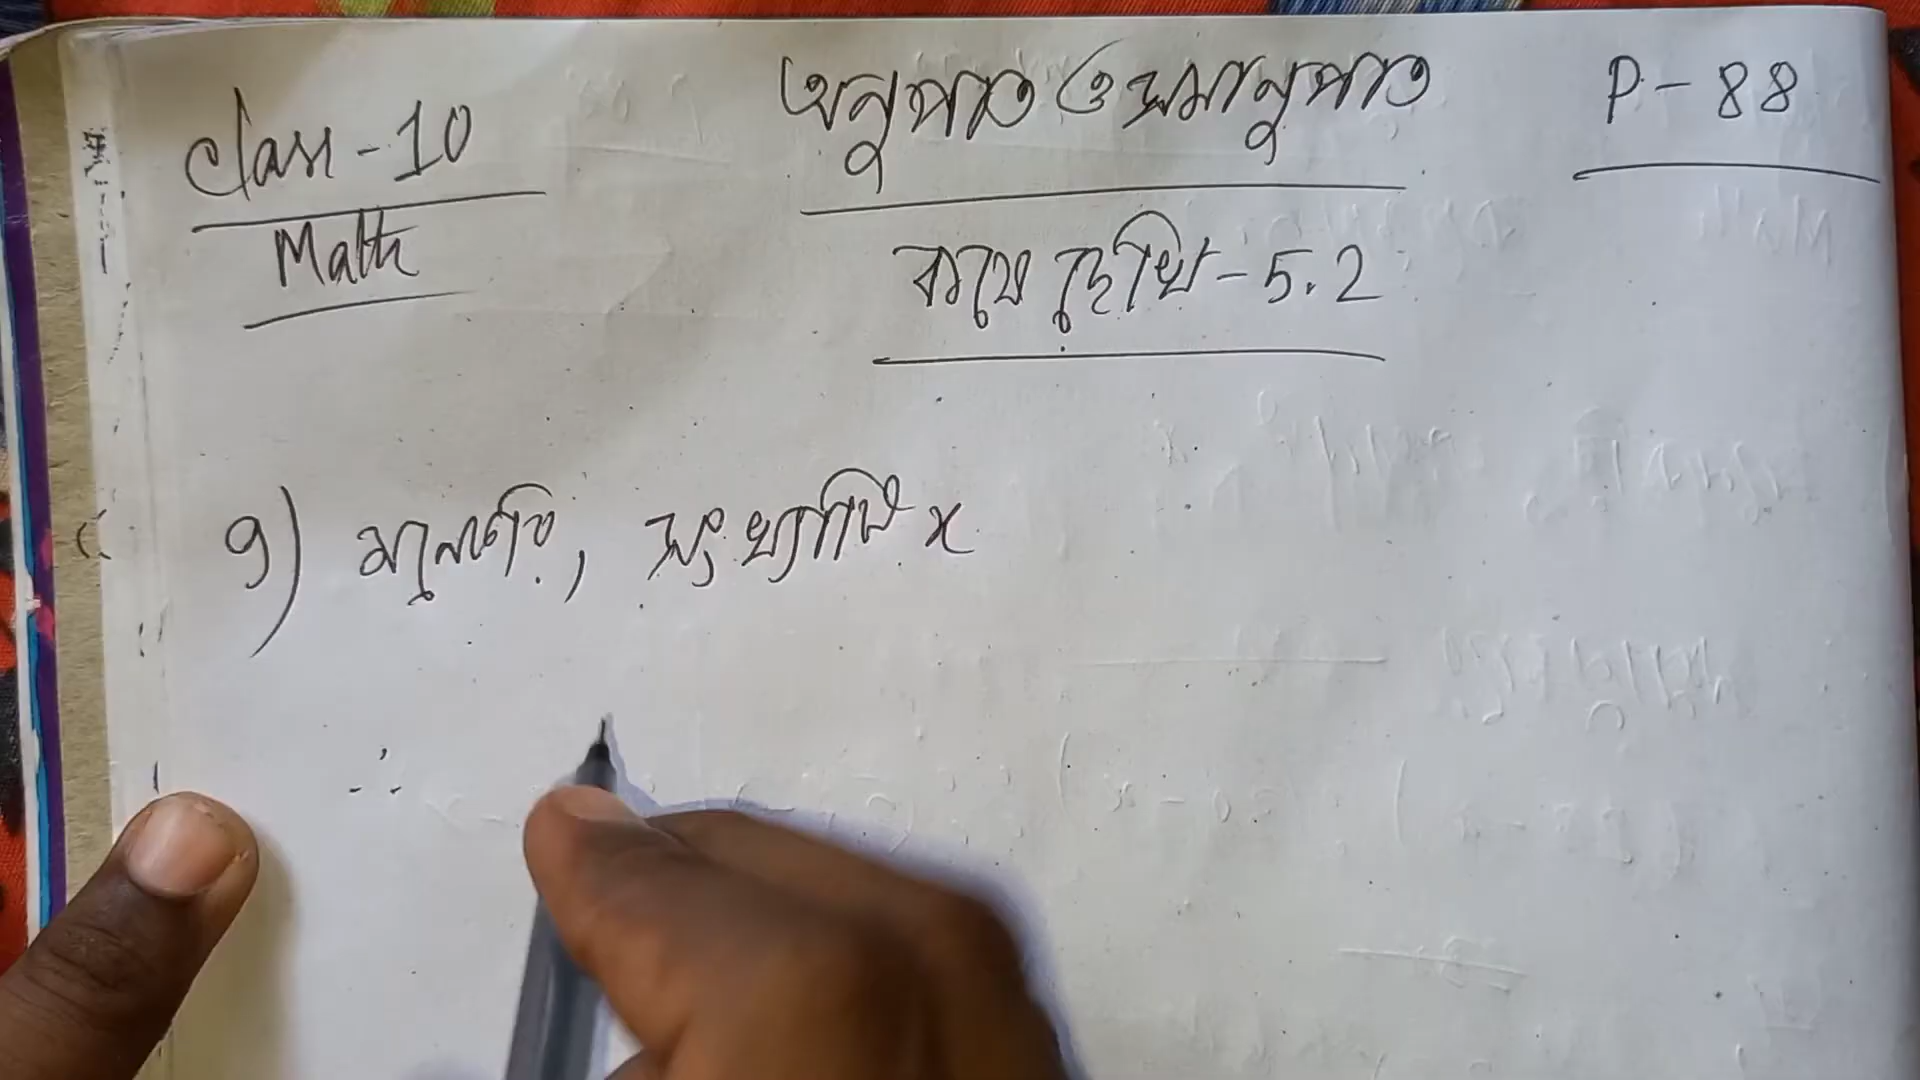 Class-10
Math
অনুপাত ও সমানুপাত
P-88
কষে দেখি-5.2
9) মনেকরি, সংখ্যাটি x
∴